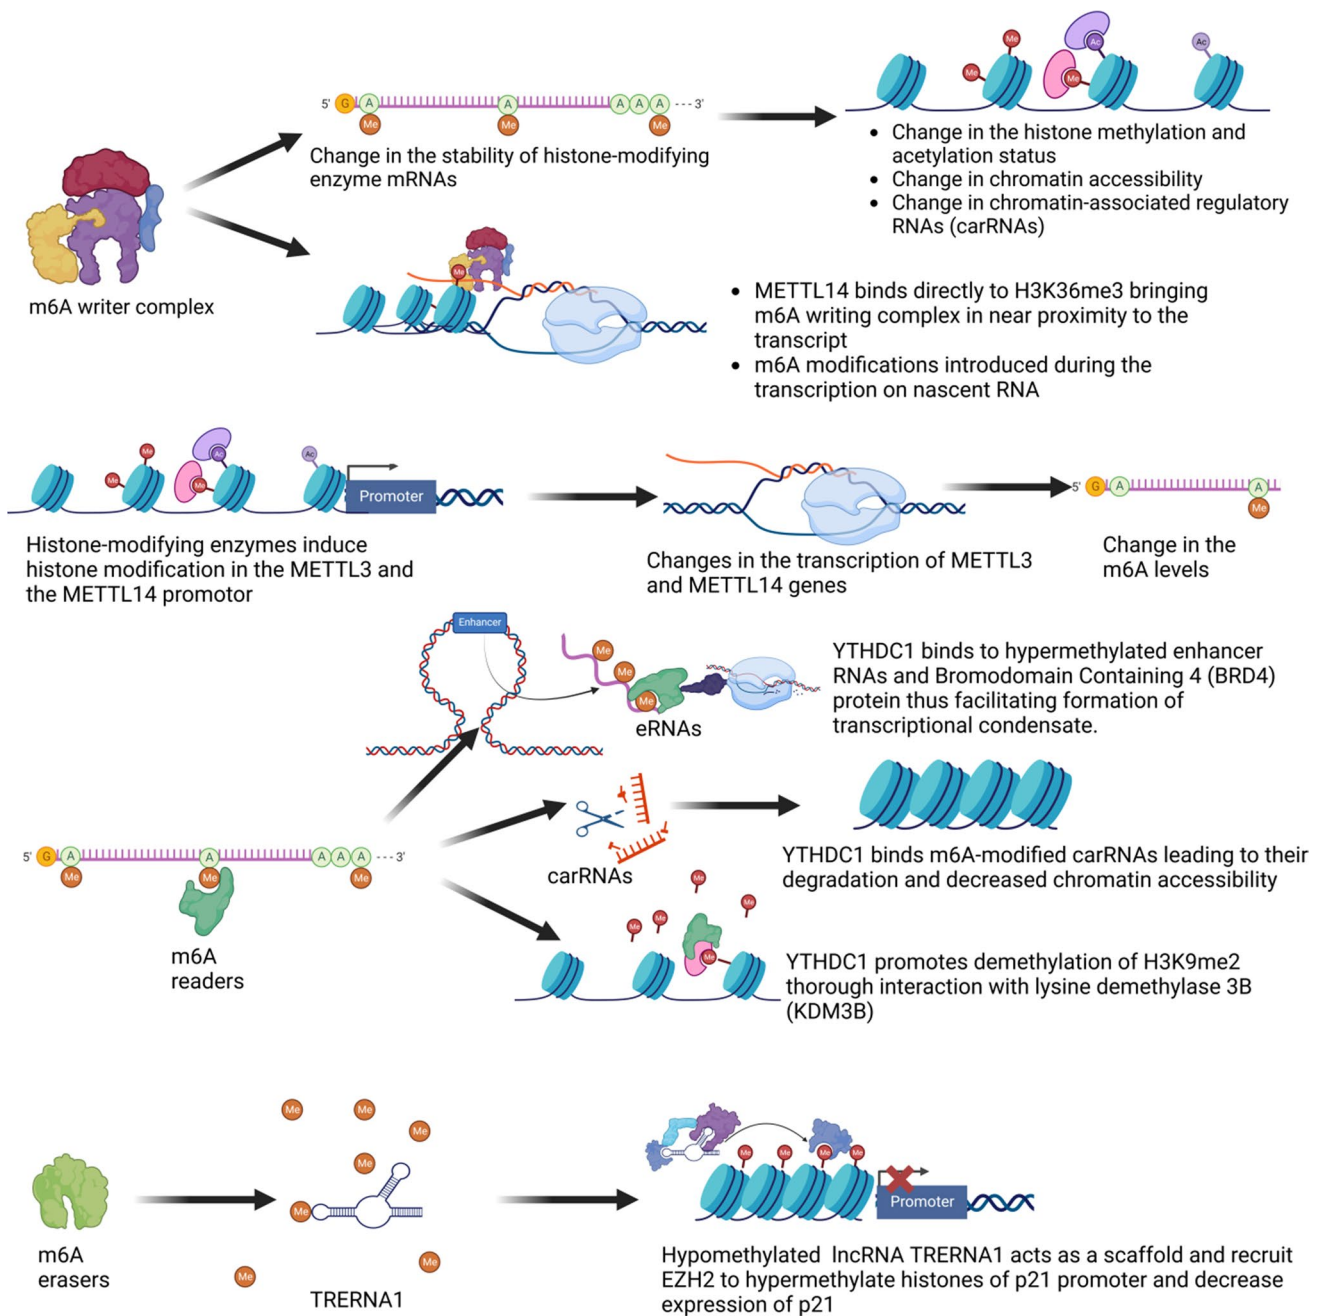 5' G A A A A A --- 3'
Me Me Me
Change in the stability of histone-modifying
enzyme mRNAs
Me Me Me Ac Ac
• Change in the histone methylation and
acetylation status
• Change in chromatin accessibility
• Change in chromatin-associated regulatory
RNAs (carRNAs)
m6A writer complex
Me
• METTL14 binds directly to H3K36me3 bringing
m6A writing complex in near proximity to the
transcript
• m6A modifications introduced during the
transcription on nascent RNA
Me Me Me Ac Ac
Promoter
Histone-modifying enzymes induce
histone modification in the METTL3 and
the METTL14 promotor
Changes in the transcription of METTL3
and METTL14 genes
5' G A A
Me
Change in the
m6A levels
Enhancer
Me Me Me
eRNAs
YTHDC1 binds to hypermethylated enhancer
RNAs and Bromodomain Containing 4 (BRD4)
protein thus facilitating formation of
transcriptional condensate.
5' G A A A A A --- 3'
Me Me Me
m6A
readers
carRNAs
YTHDC1 binds m6A-modified carRNAs leading to their
degradation and decreased chromatin accessibility
Me Me Me Me Me
YTHDC1 promotes demethylation of H3K9me2
thorough interaction with lysine demethylase 3B
(KDM3B)
m6A
erasers
Me Me Me Me Me Me Me
TRERNA1
Me Me Me Me
Promoter
Hypomethylated lncRNA TRERNA1 acts as a scaffold and recruit
EZH2 to hypermethylate histones of p21 promoter and decrease
expression of p21